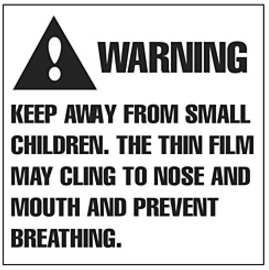 WARNING
KEEP AWAY FROM SMALL
CHILDREN. THE THIN FILM
MAY CLING TO NOSE AND
MOUTH AND PREVENT
BREATHING.